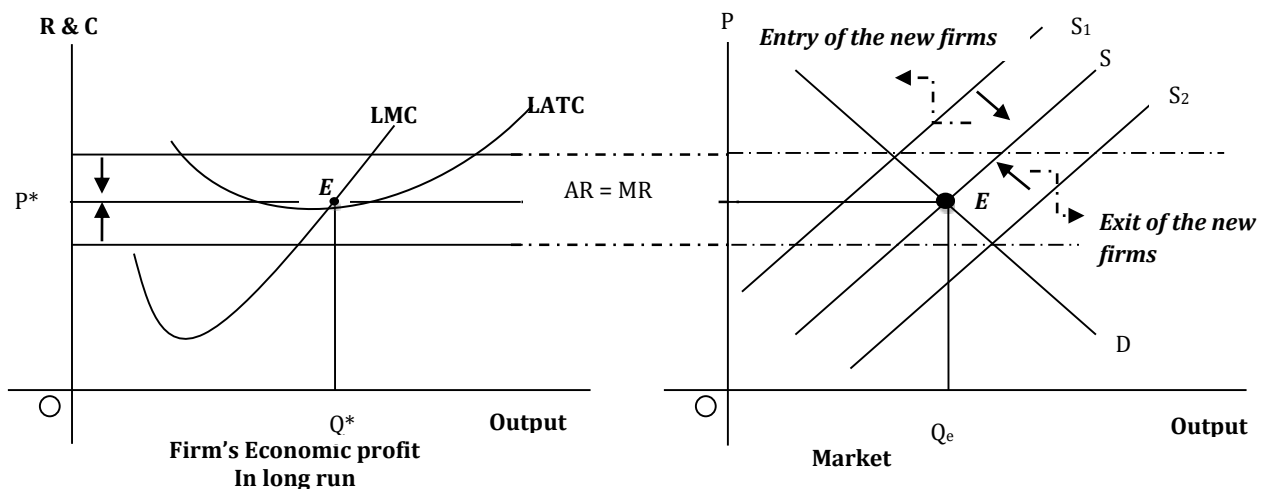 R & C
LMC
LATC
E
P*
AR = MR
O
Q*
Output
Firm's Economic profit
In long run
P
Entry of the new firms
S1
S
S2
E
Exit of the new
firms
D
O
Qe
Output
Market